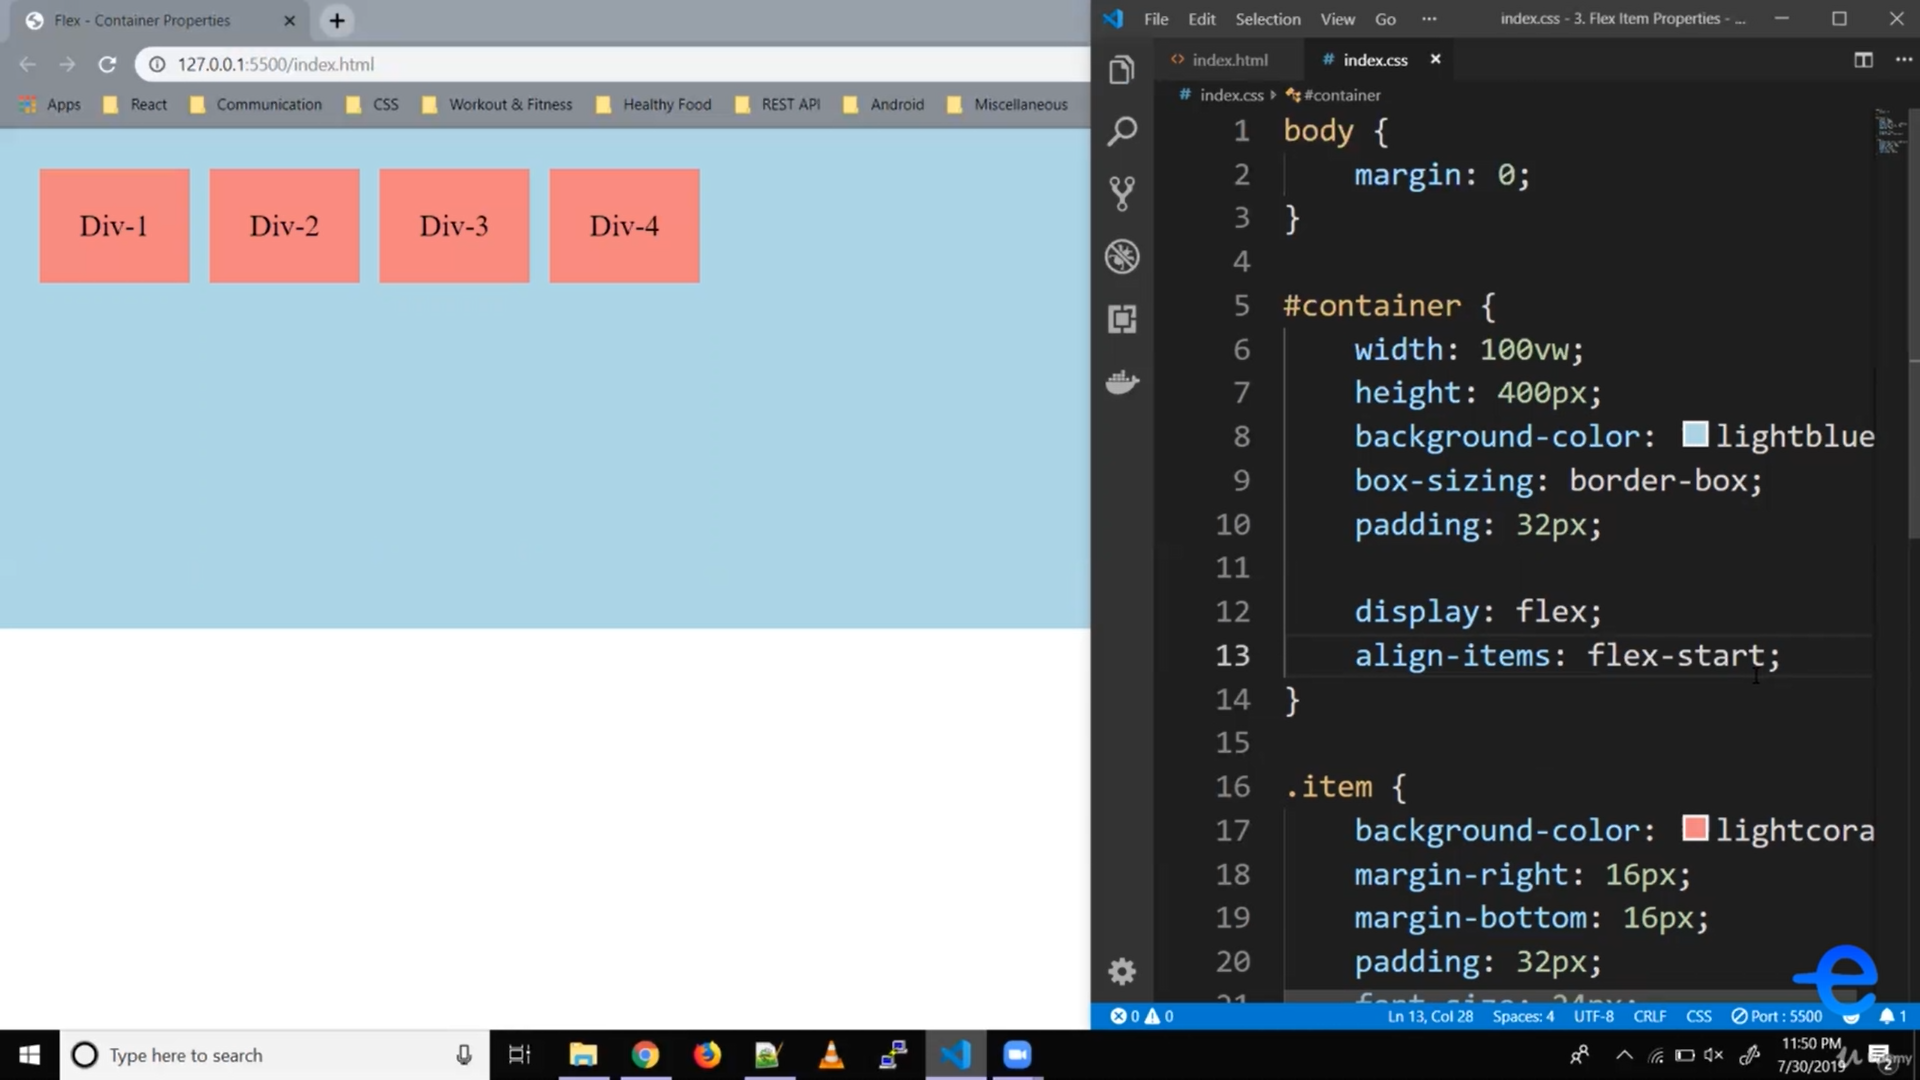 Flex - Container Properties
127.0.0.1:5500/index.html
Apps React Communication CSS Workout & Fitness Healthy Food REST API Android Miscellaneous
Div-1 Div-2 Div-3 Div-4
File Edit Selection View Go ··· index.css - 3. Flex Item Properties - ...
index.html index.css
# index.css #container
1 body {
2 margin: 0;
3 }
4
5 #container {
6 width: 100vw;
7 height: 400px;
8 background-color: lightblue
9 box-sizing: border-box;
10 padding: 32px;
11
12 display: flex;
13 align-items: flex-start;
14 }
15
16 .item {
17 background-color: lightcora
18 margin-right: 16px;
19 margin-bottom: 16px;
20 padding: 32px;
21 font-size: 24px;
0 0 Ln 13, Col 28 Spaces: 4 UTF-8 CRLF CSS Port : 5500 1
Type here to search
11:50 PM
7/30/2019
2